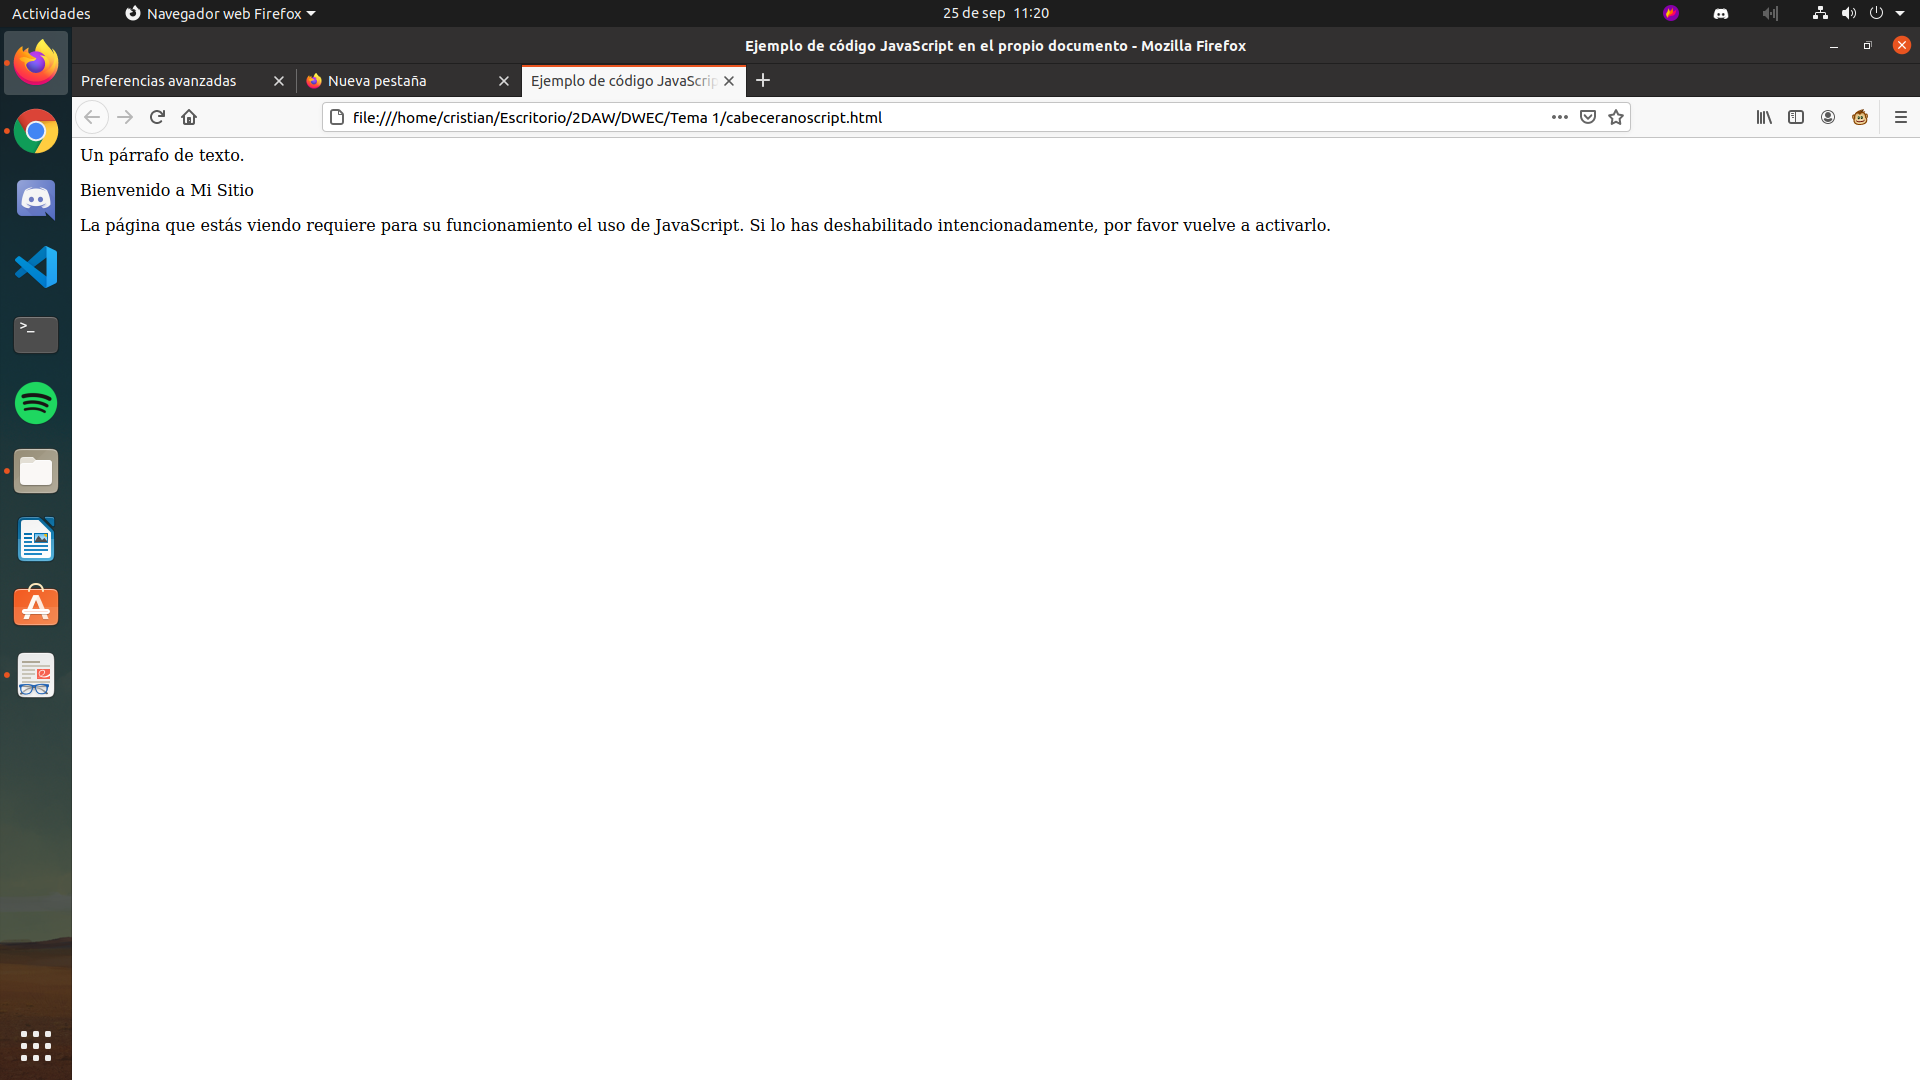 Actividades
Navegador web Firefox
25 de sep 11:20
Ejemplo de código JavaScript en el propio documento - Mozilla Firefox
Preferencias avanzadas
Nueva pestaña
Ejemplo de código JavaScrip
file:///home/cristian/Escritorio/2DAW/DWEC/Tema 1/cabeceranoscript.html
Un párrafo de texto.
Bienvenido a Mi Sitio
La página que estás viendo requiere para su funcionamiento el uso de JavaScript. Si lo has deshabilitado intencionadamente, por favor vuelve a activarlo.
>_